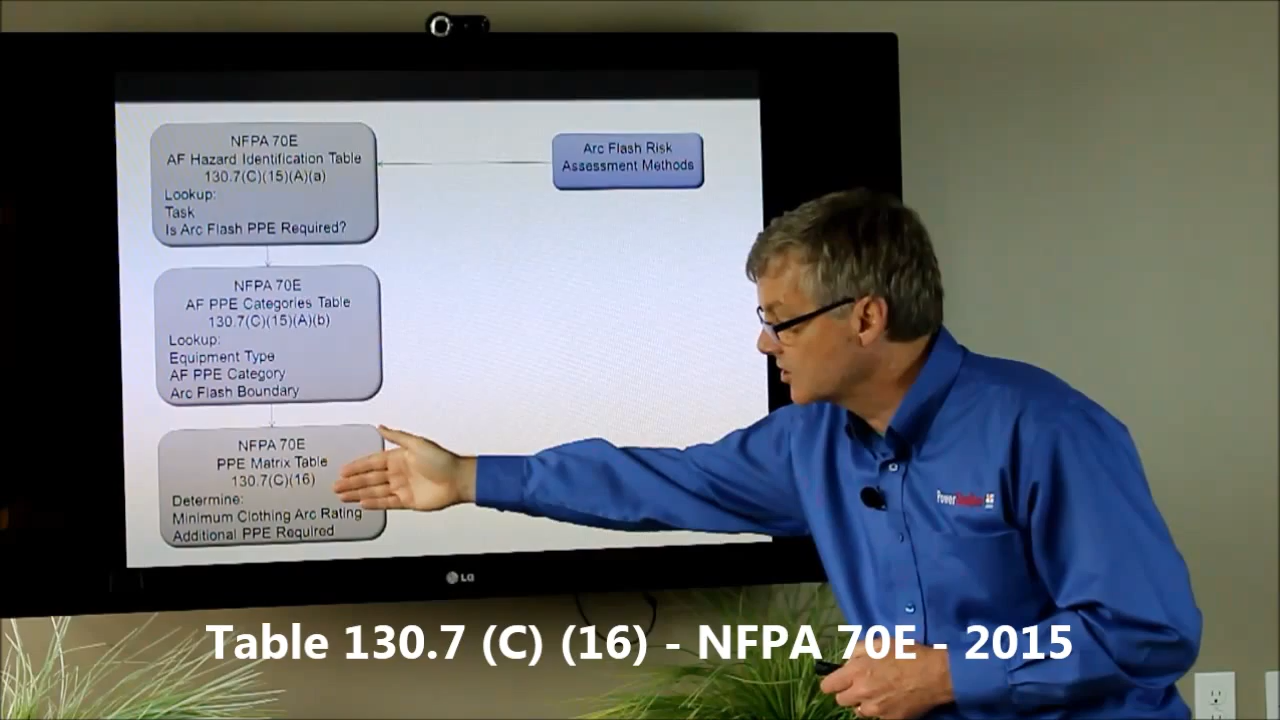 NFPA 70E
AF Hazard Identification Table
130.7(C)(15)(A)(a)
Lookup:
Task
Is Arc Flash PPE Required?
Arc Flash Risk
Assessment Methods
NFPA 70E
AF PPE Categories Table
130.7(C)(15)(A)(b)
Lookup:
Equipment Type
AF PPE Category
Arc Flash Boundary
NFPA 70E
PPE Matrix Table
130.7(C)(16)
Determine:
Minimum Clothing Arc Rating
Additional PPE Required
LG
Power
Table 130.7 (C) (16) - NFPA 70E - 2015